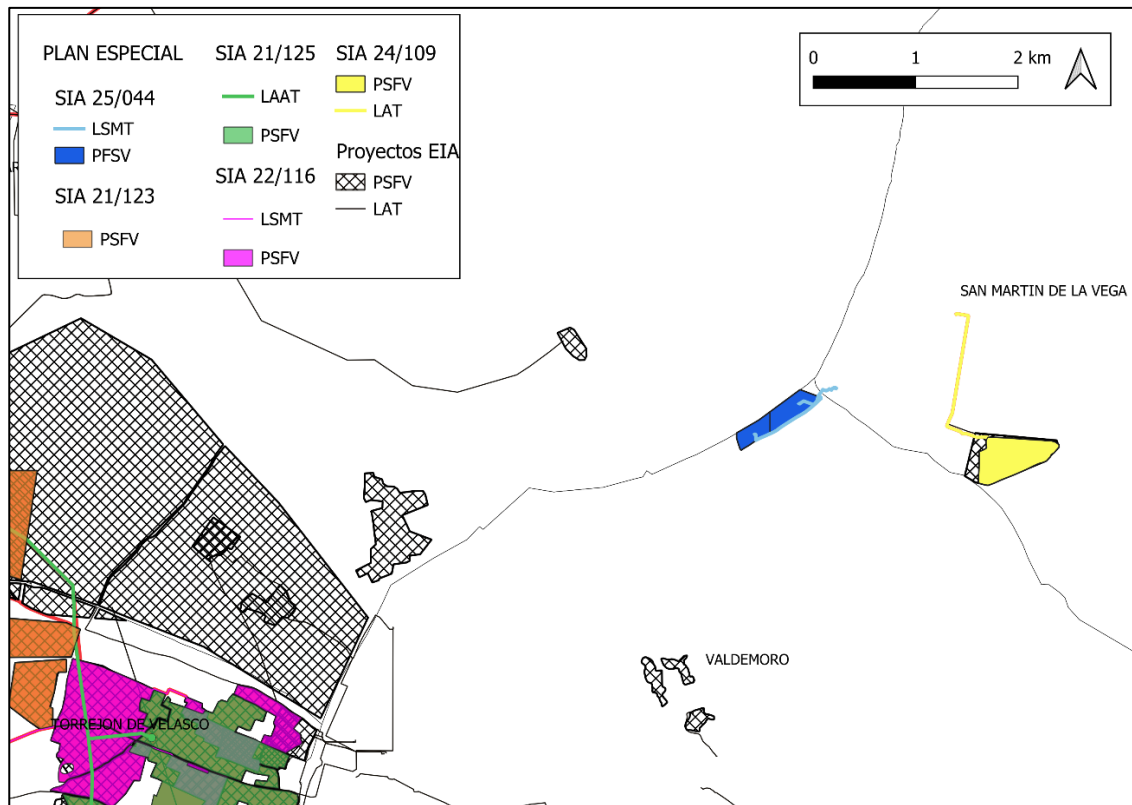 PLAN ESPECIAL
SIA 25/044
LSMT
PFSV
SIA 21/123
PSFV
SIA 21/125
LAAT
PSFV
SIA 22/116
LSMT
PSFV
SIA 24/109
PSFV
LAT
Proyectos EIA
PSFV
LAT
0 1 2 km
SAN MARTIN DE LA VEGA
VALDEMORO
TORREJON DE VELASCO